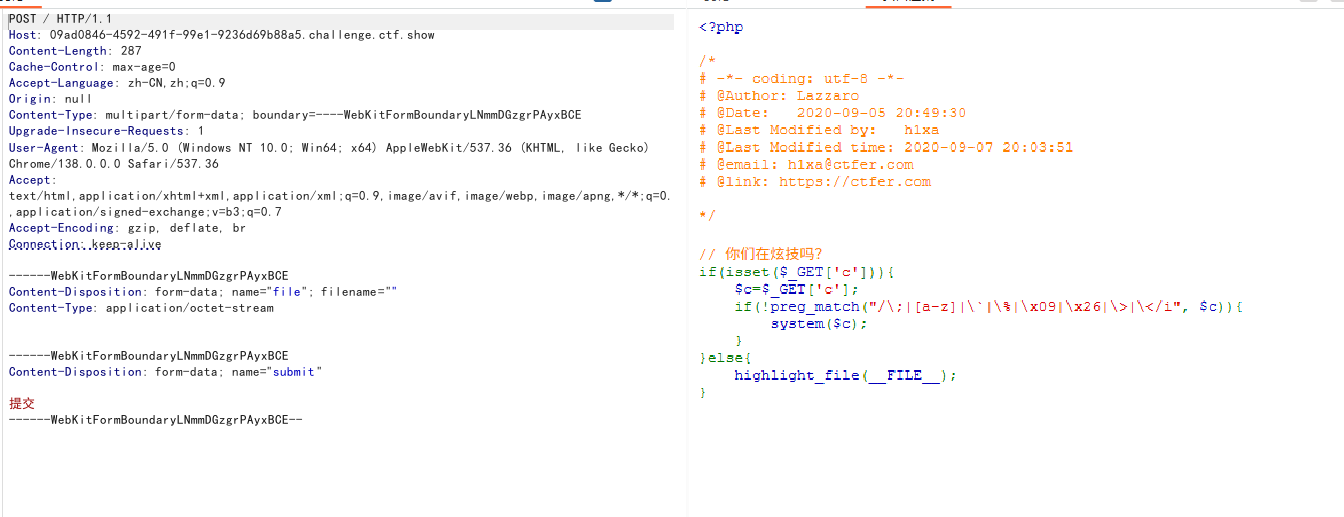 POST / HTTP/1.1
Host: 09ad0846-4592-491f-99e1-9236d69b88a5.challenge.ctf.show
Content-Length: 287
Cache-Control: max-age=0
Accept-Language: zh-CN,zh;q=0.9
Origin: null
Content-Type: multipart/form-data; boundary=----WebKitFormBoundaryLNmmDGzgrPAyxBCE
Upgrade-Insecure-Requests: 1
User-Agent: Mozilla/5.0 (Windows NT 10.0; Win64; x64) AppleWebKit/537.36 (KHTML, like Gecko)
Chrome/138.0.0.0 Safari/537.36
Accept:
text/html,application/xhtml+xml,application/xml;q=0.9,image/avif,image/webp,image/apng,*/*;q=0.
,application/signed-exchange;v=b3;q=0.7
Accept-Encoding: gzip, deflate, br
Connection: keep-alive
------WebKitFormBoundaryLNmmDGzgrPAyxBCE
Content-Disposition: form-data; name="file"; filename=""
Content-Type: application/octet-stream
------WebKitFormBoundaryLNmmDGzgrPAyxBCE
Content-Disposition: form-data; name="submit"
提交
------WebKitFormBoundaryLNmmDGzgrPAyxBCE--
<?php
/*
# -*- coding: utf-8 -*-
# @Author: Lazzaro
# @Date:   2020-09-05 20:49:30
# @Last Modified by:   h1xa
# @Last Modified time: 2020-09-07 20:03:51
# @email: h1xa@ctfer.com
# @link: https://ctfer.com
*/
// 你们在炫技吗?
if(isset($_GET['c'])){
    $c=$_GET['c'];
    if(!preg_match("/\;|[a-z]|\`|\%|\x09|\x26|\>|\</i", $c)){
        system($c);
    }
}else{
    highlight_file(__FILE__);
}